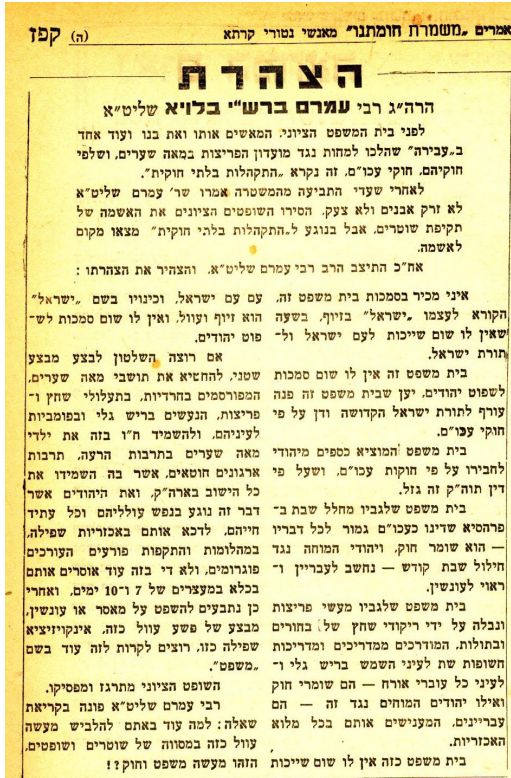 אמרים „משמרת חומתנו" מאנשי נטורי קרתא (ה) קפז
הצהרת
הרה"ג רבי עמרם ברש"י בלויא שליט"א
לפני בית המשפט הציוני, המאשים אותו ואת בנו ועוד אחד
ב„עבירה" שהלכו למחות נגד מועדון הפריצות במאה שערים, ושלפי
חוקיהם, חוקי עכו"ם, זה נקרא „התקהלות בלתי חוקית".
לאחרי שעדי התביעה מהמשטרה אמרו שר' עמרם שליט"א
לא זרק אבנים ולא צעק, הסירו השופטים הציונים את האשמה של
תקיפת שוטרים, אבל בנוגע ל„התקהלות בלתי חוקית" מצאו מקום
לאשמה.
אח"כ התיצב הרב רבי עמרם שליט"א, והצהיר את הצהרתו :
איני מכיר בסמכות בית משפט זה,
הקורא לעצמו „ישראל" בזיוף, בשעה
שאין לו שום שייכות לעם ישראל ול־
תורת ישראל.
בית משפט זה אין לו שום סמכות
לשפוט יהודים, יען שבית משפט זה פנה
עורף לתורת ישראל הקדושה ודן על פי
חוקי עכו"ם.
בית משפט המוציא כספים מיהודי
לחבירו על פי חוקות עכו"ם, ושעל פי
דין תוה"ק זה גזל.
בית משפט שלגביו מחלל שבת ב־
פרהסיא שדינו כעכו"ם גמור לכל דבריו
— הוא שומר חוק, ויהודי המוחה נגד
חילול שבת קודש — נחשב לעבריין ו־
ראוי לעונשין.
בית משפט שלגביו מעשי פריצות
ונבלה על ידי ריקודי שחץ של בחורים
ובתולות, המודרכים ממדריכים ומדריכות
חשופות שת לעיני השמש בריש גלי ו־
לעיני כל עוברי אורח — הם שומרי חוק
ואילו יהודים המוחים נגד זה — הם
עבריינים, המענישים אותם בכל מלוא
האכזריות.
בית משפט כזה אין לו שום שייכות
עם עם ישראל, וכינויו בשם „ישראל"
הוא זיוף ועוול, ואין לו שום סמכות לש־
פוט יהודים.
אם רוצה השלטון לבצע מבצע
שטני, להחטיא את תושבי מאה שערים,
המפורסמים בחרדיות, בתעלולי שחץ ו־
פריצות, הנעשים בריש גלי ובפומביות
לעיניהם, ולהשמיד ח"ו בזה את ילדי
מאה שערים בתרבות הרעה, תרבות
ארגונים חוטאים, אשר בה השמידו את
כל הישוב בארה"ק, ואת היהודים אשר
דבר זה נוגע בנפש עולליהם וכל עתיד
חייהם, לדכא אותם באכזריות שפילה,
במהלומות והתקפות פורעים העורכים
פוגרומים, ולא די בזה עוד אוסרים אותם
בכלא במעצרים של 7 ו־10 ימים, ואחרי
כן נתבעים להשפט על מאסר או עונשין,
מבצע של פשע עוול כזה, אינקויזיציא
שפילה כזו, רוצים לקרות לזה עוד בשם
„משפט".
השופט הציוני מתרגז ומפסיקו.
רבי עמרם שליט"א פונה בקריאת
שאלה: למה עוד באתם להלביש מעשה
עוול כזה במסווה של שוטרים ושופטים,
הזהו מעשה משפט וחוק?!